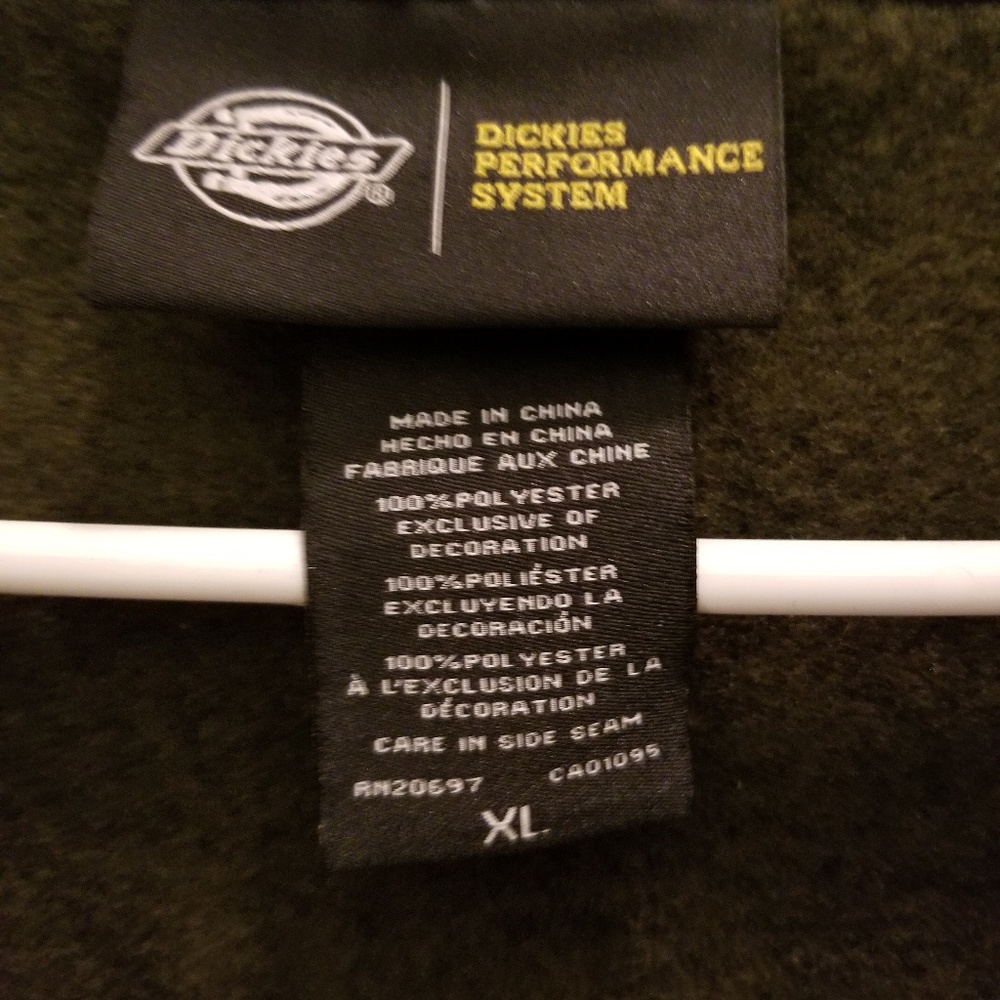 Dickies®
DICKIES
PERFORMANCE
SYSTEM
MADE IN CHINA
HECHO EN CHINA
FABRIQUE AUX CHINE
100%POLYESTER
EXCLUSIVE OF
DECORATION
100%POLIÉSTER
EXCLUYENDO LA
DECORACIÓN
100%POLYESTER
À L'EXCLUSION DE LA
DÉCORATION
CARE IN SIDE SEAM
RN20697 CA01095
XL